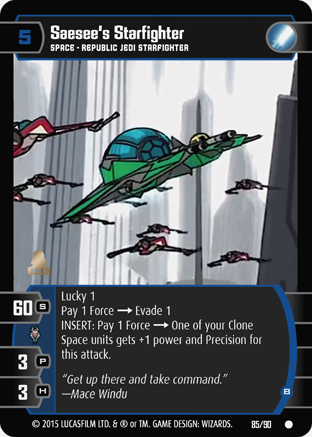 5
Saesee's Starfighter
SPACE - REPUBLIC JEDI STARFIGHTER
60 S
Lucky 1
Pay 1 Force → Evade 1
INSERT: Pay 1 Force → One of your Clone
Space units gets +1 power and Precision for
this attack.
3 P
3 H
"Get up there and take command."
—Mace Windu
B
© 2015 LUCASFILM LTD. & ® or TM. GAME DESIGN: WIZARDS. 85/90